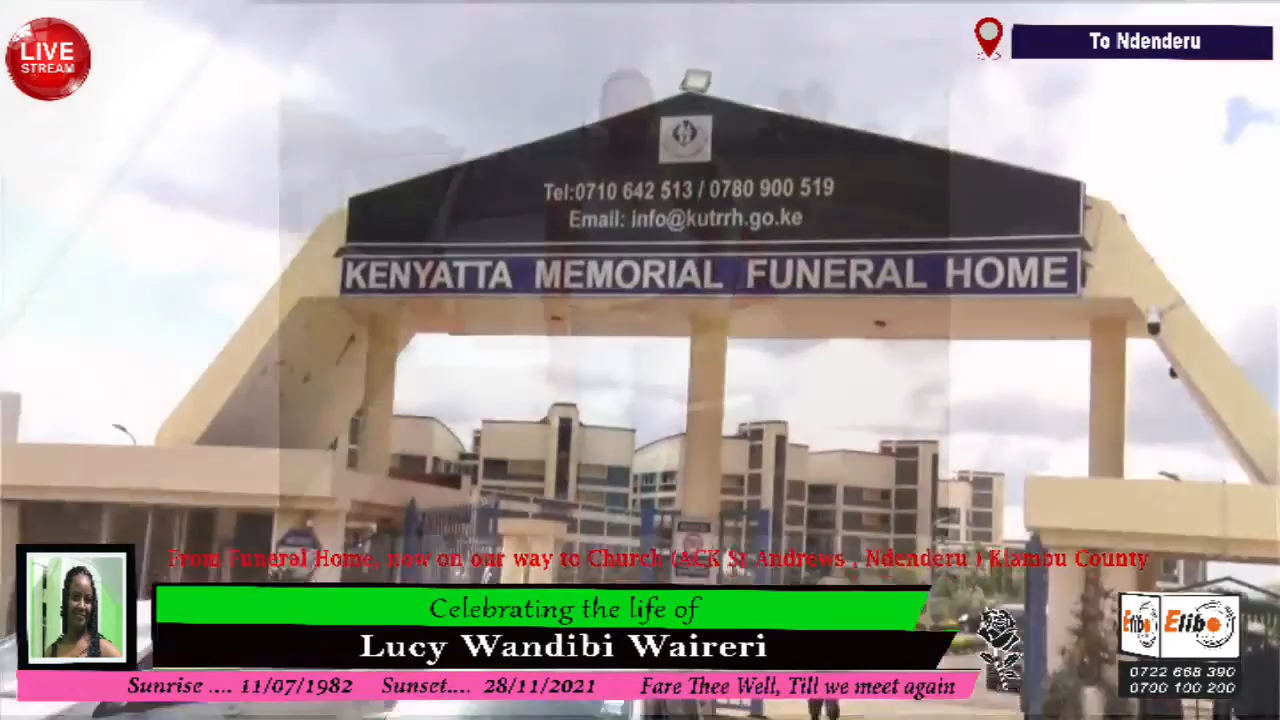 LIVE
STREAM
To Ndenderu
Tel:0710 642 513 / 0780 900 519
Email: info@kutrrh.go.ke
KENYATTA MEMORIAL FUNERAL HOME
From Funeral Home, now on our way to Church (ACK St Andrews , Ndenderu ) Kiambu County
Celebrating the life of
Lucy Wandibi Waireri
Sunrise .... 11/07/1982 Sunset.... 28/11/2021 Fare Thee Well, Till we meet again
Elibo
0722 668 390
0700 100 200